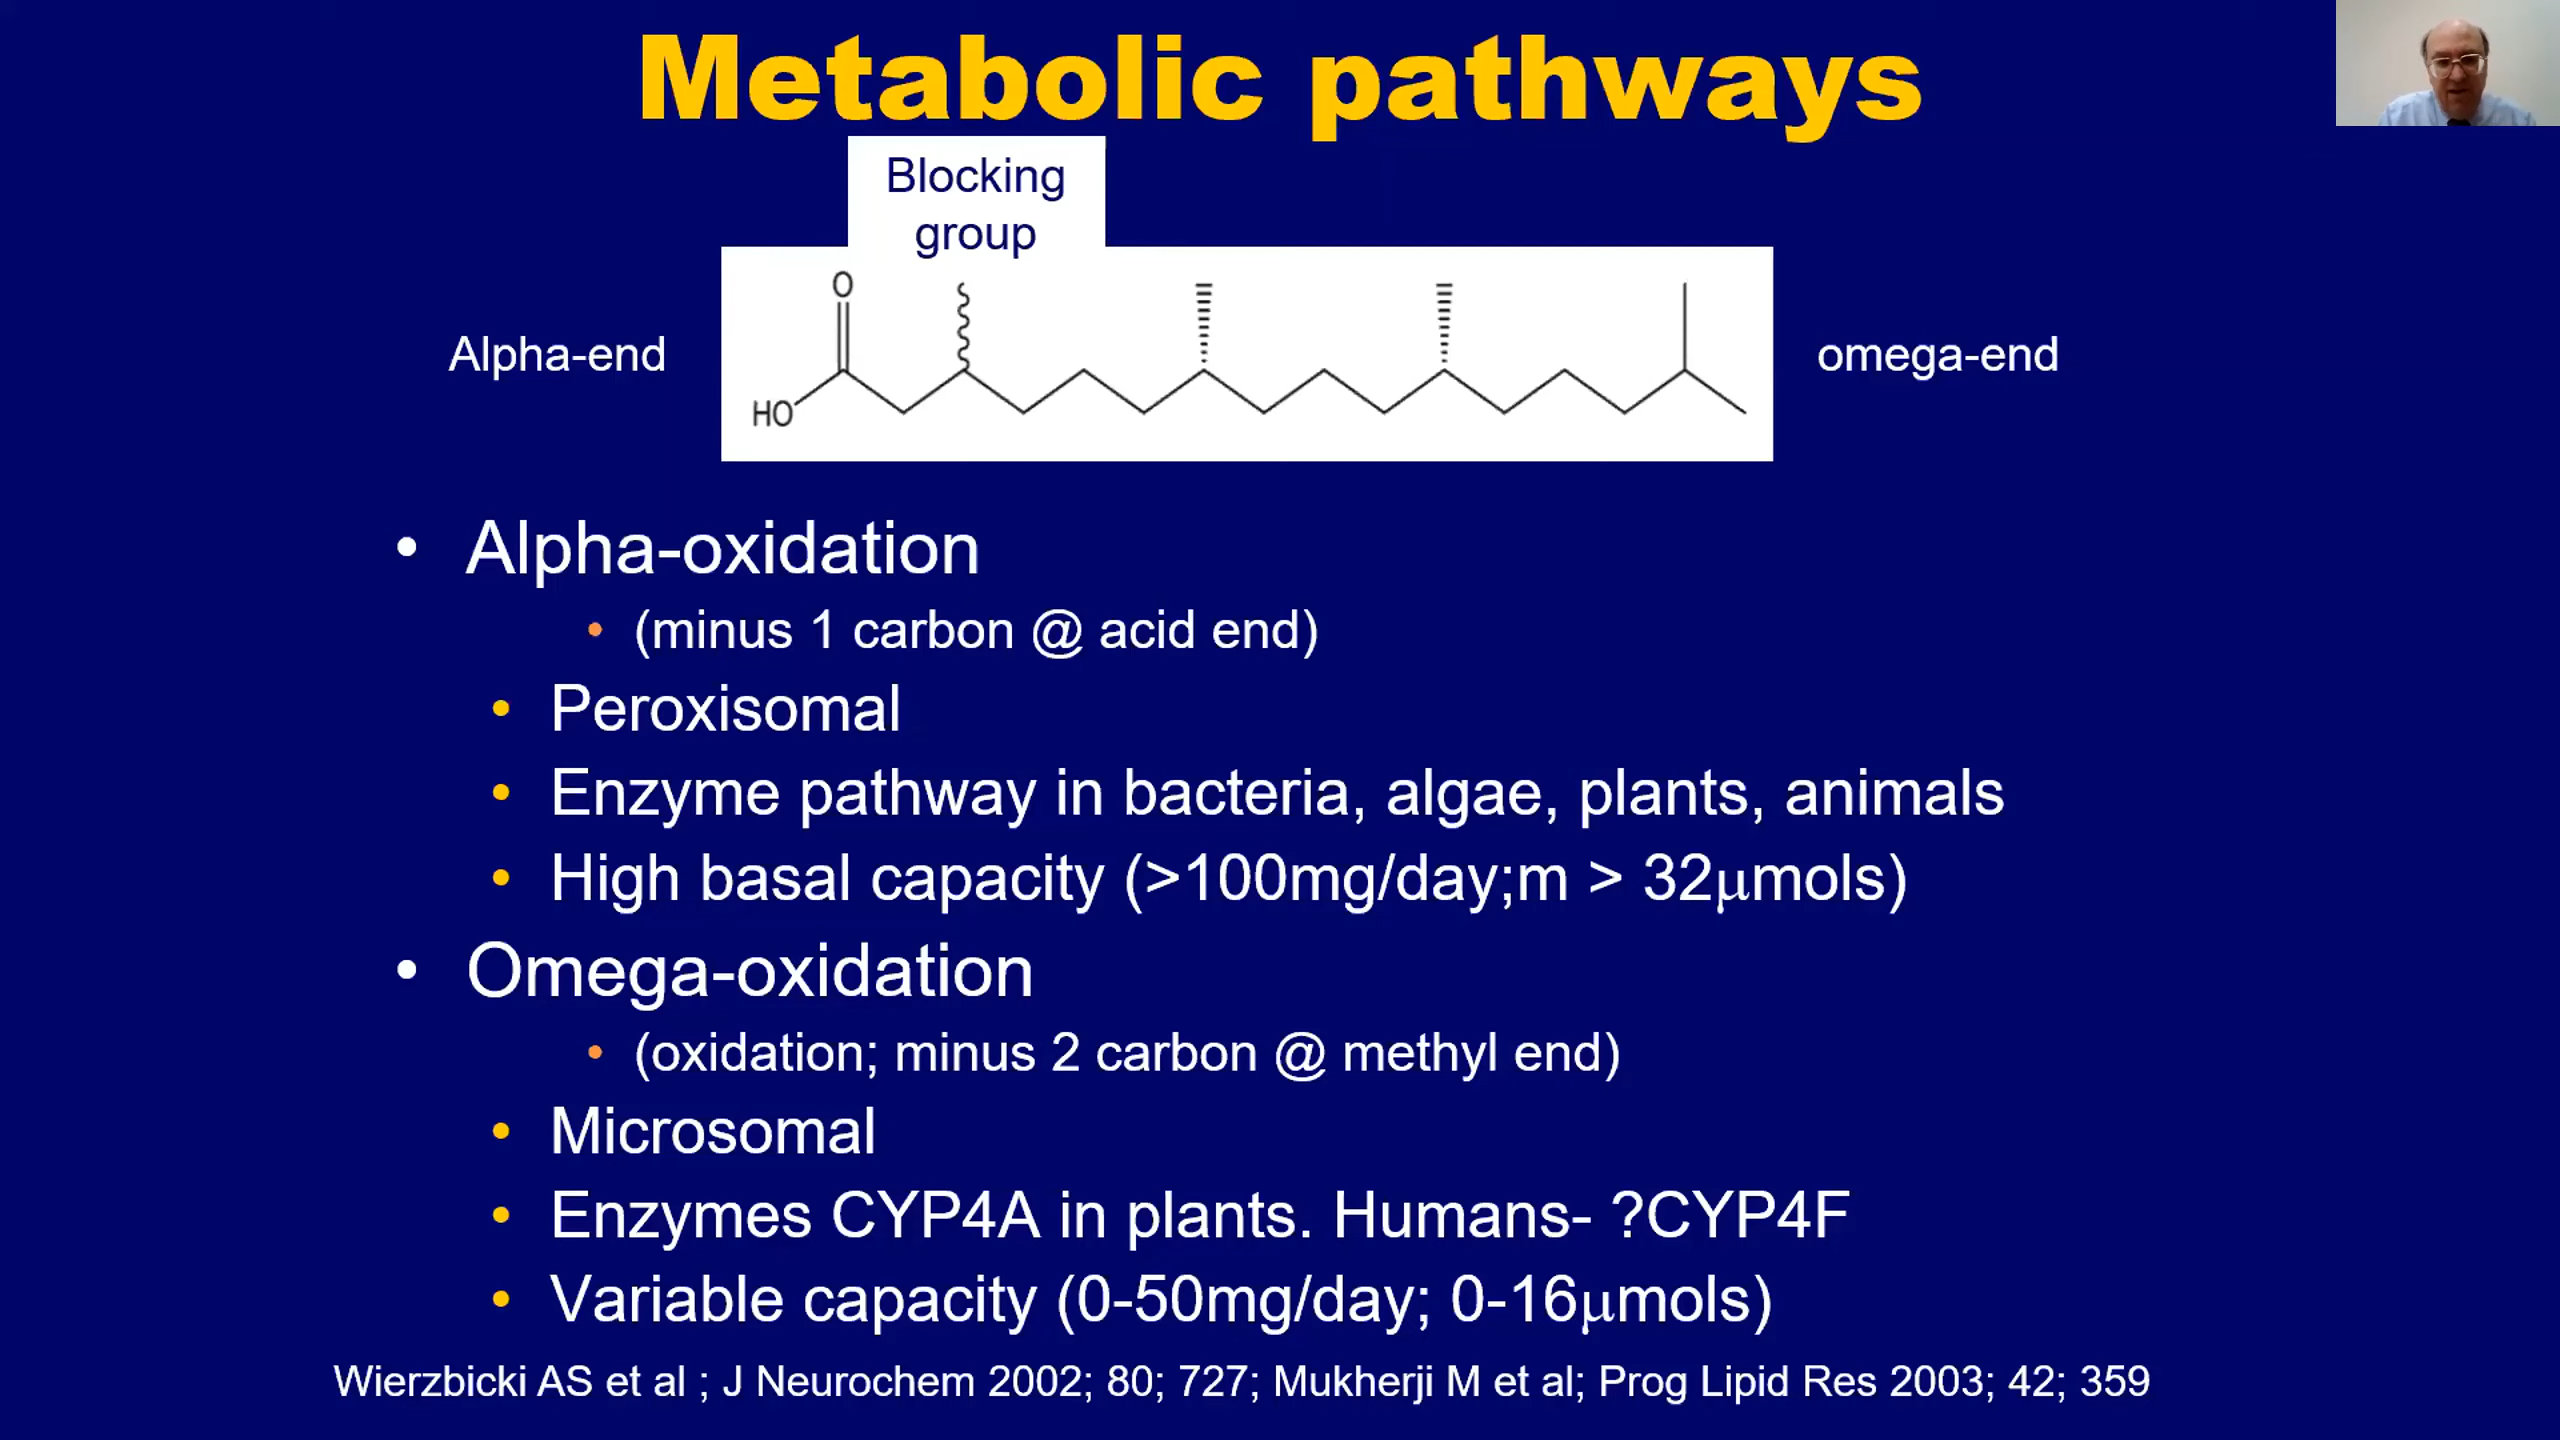 Metabolic pathways
Blocking
group
O
Alpha-end
omega-end
HO
• Alpha-oxidation
• (minus 1 carbon @ acid end)
• Peroxisomal
• Enzyme pathway in bacteria, algae, plants, animals
• High basal capacity (>100mg/day;m > 32μmols)
• Omega-oxidation
• (oxidation; minus 2 carbon @ methyl end)
• Microsomal
• Enzymes CYP4A in plants. Humans- ?CYP4F
• Variable capacity (0-50mg/day; 0-16μmols)
Wierzbicki AS et al ; J Neurochem 2002; 80; 727; Mukherji M et al; Prog Lipid Res 2003; 42; 359